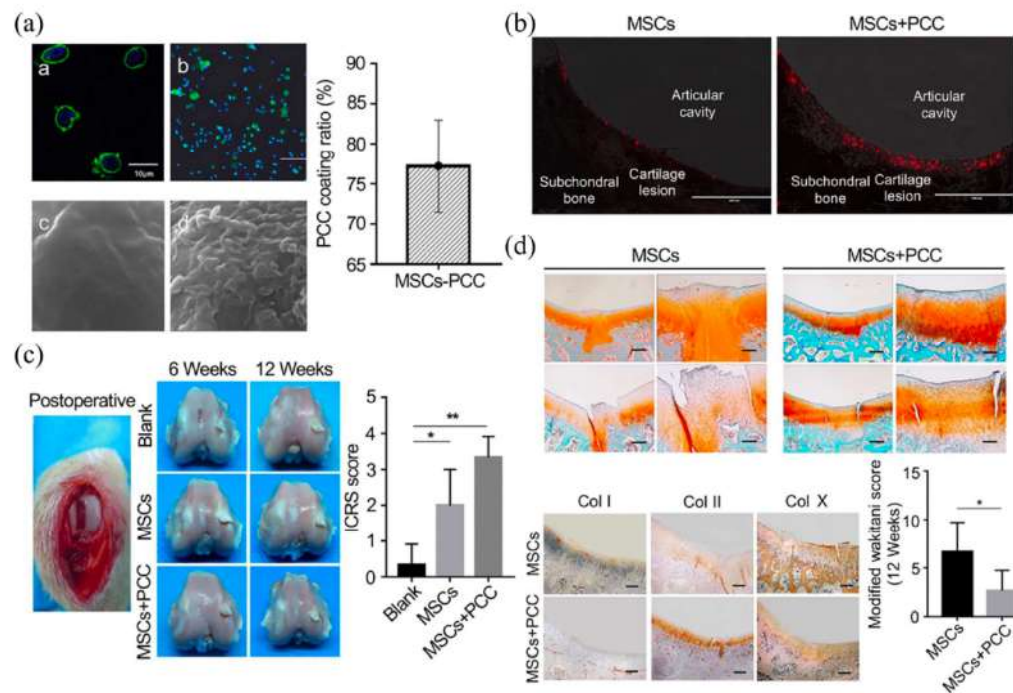 (a)
a
b
10μm
c
d
PCC coating ratio (%)
90
85
80
75
70
65
MSCs-PCC
(b)
MSCs
MSCs+PCC
Articular
cavity
Subchondral
bone
Cartilage
lesion
Articular
cavity
Subchondral
bone
Cartilage
lesion
(c)
6 Weeks
12 Weeks
Postoperative
Blank
MSCs
MSCs+PCC
ICRS score
5
4
3
2
1
0
*
**
Blank
MSCs
MSCs+PCC
(d)
MSCs
MSCs+PCC
Col I
Col II
Col X
MSCs
MSCs+PCC
Modified wakitani score
(12 Weeks)
15
10
5
0
*
MSCs
MSCs+PCC